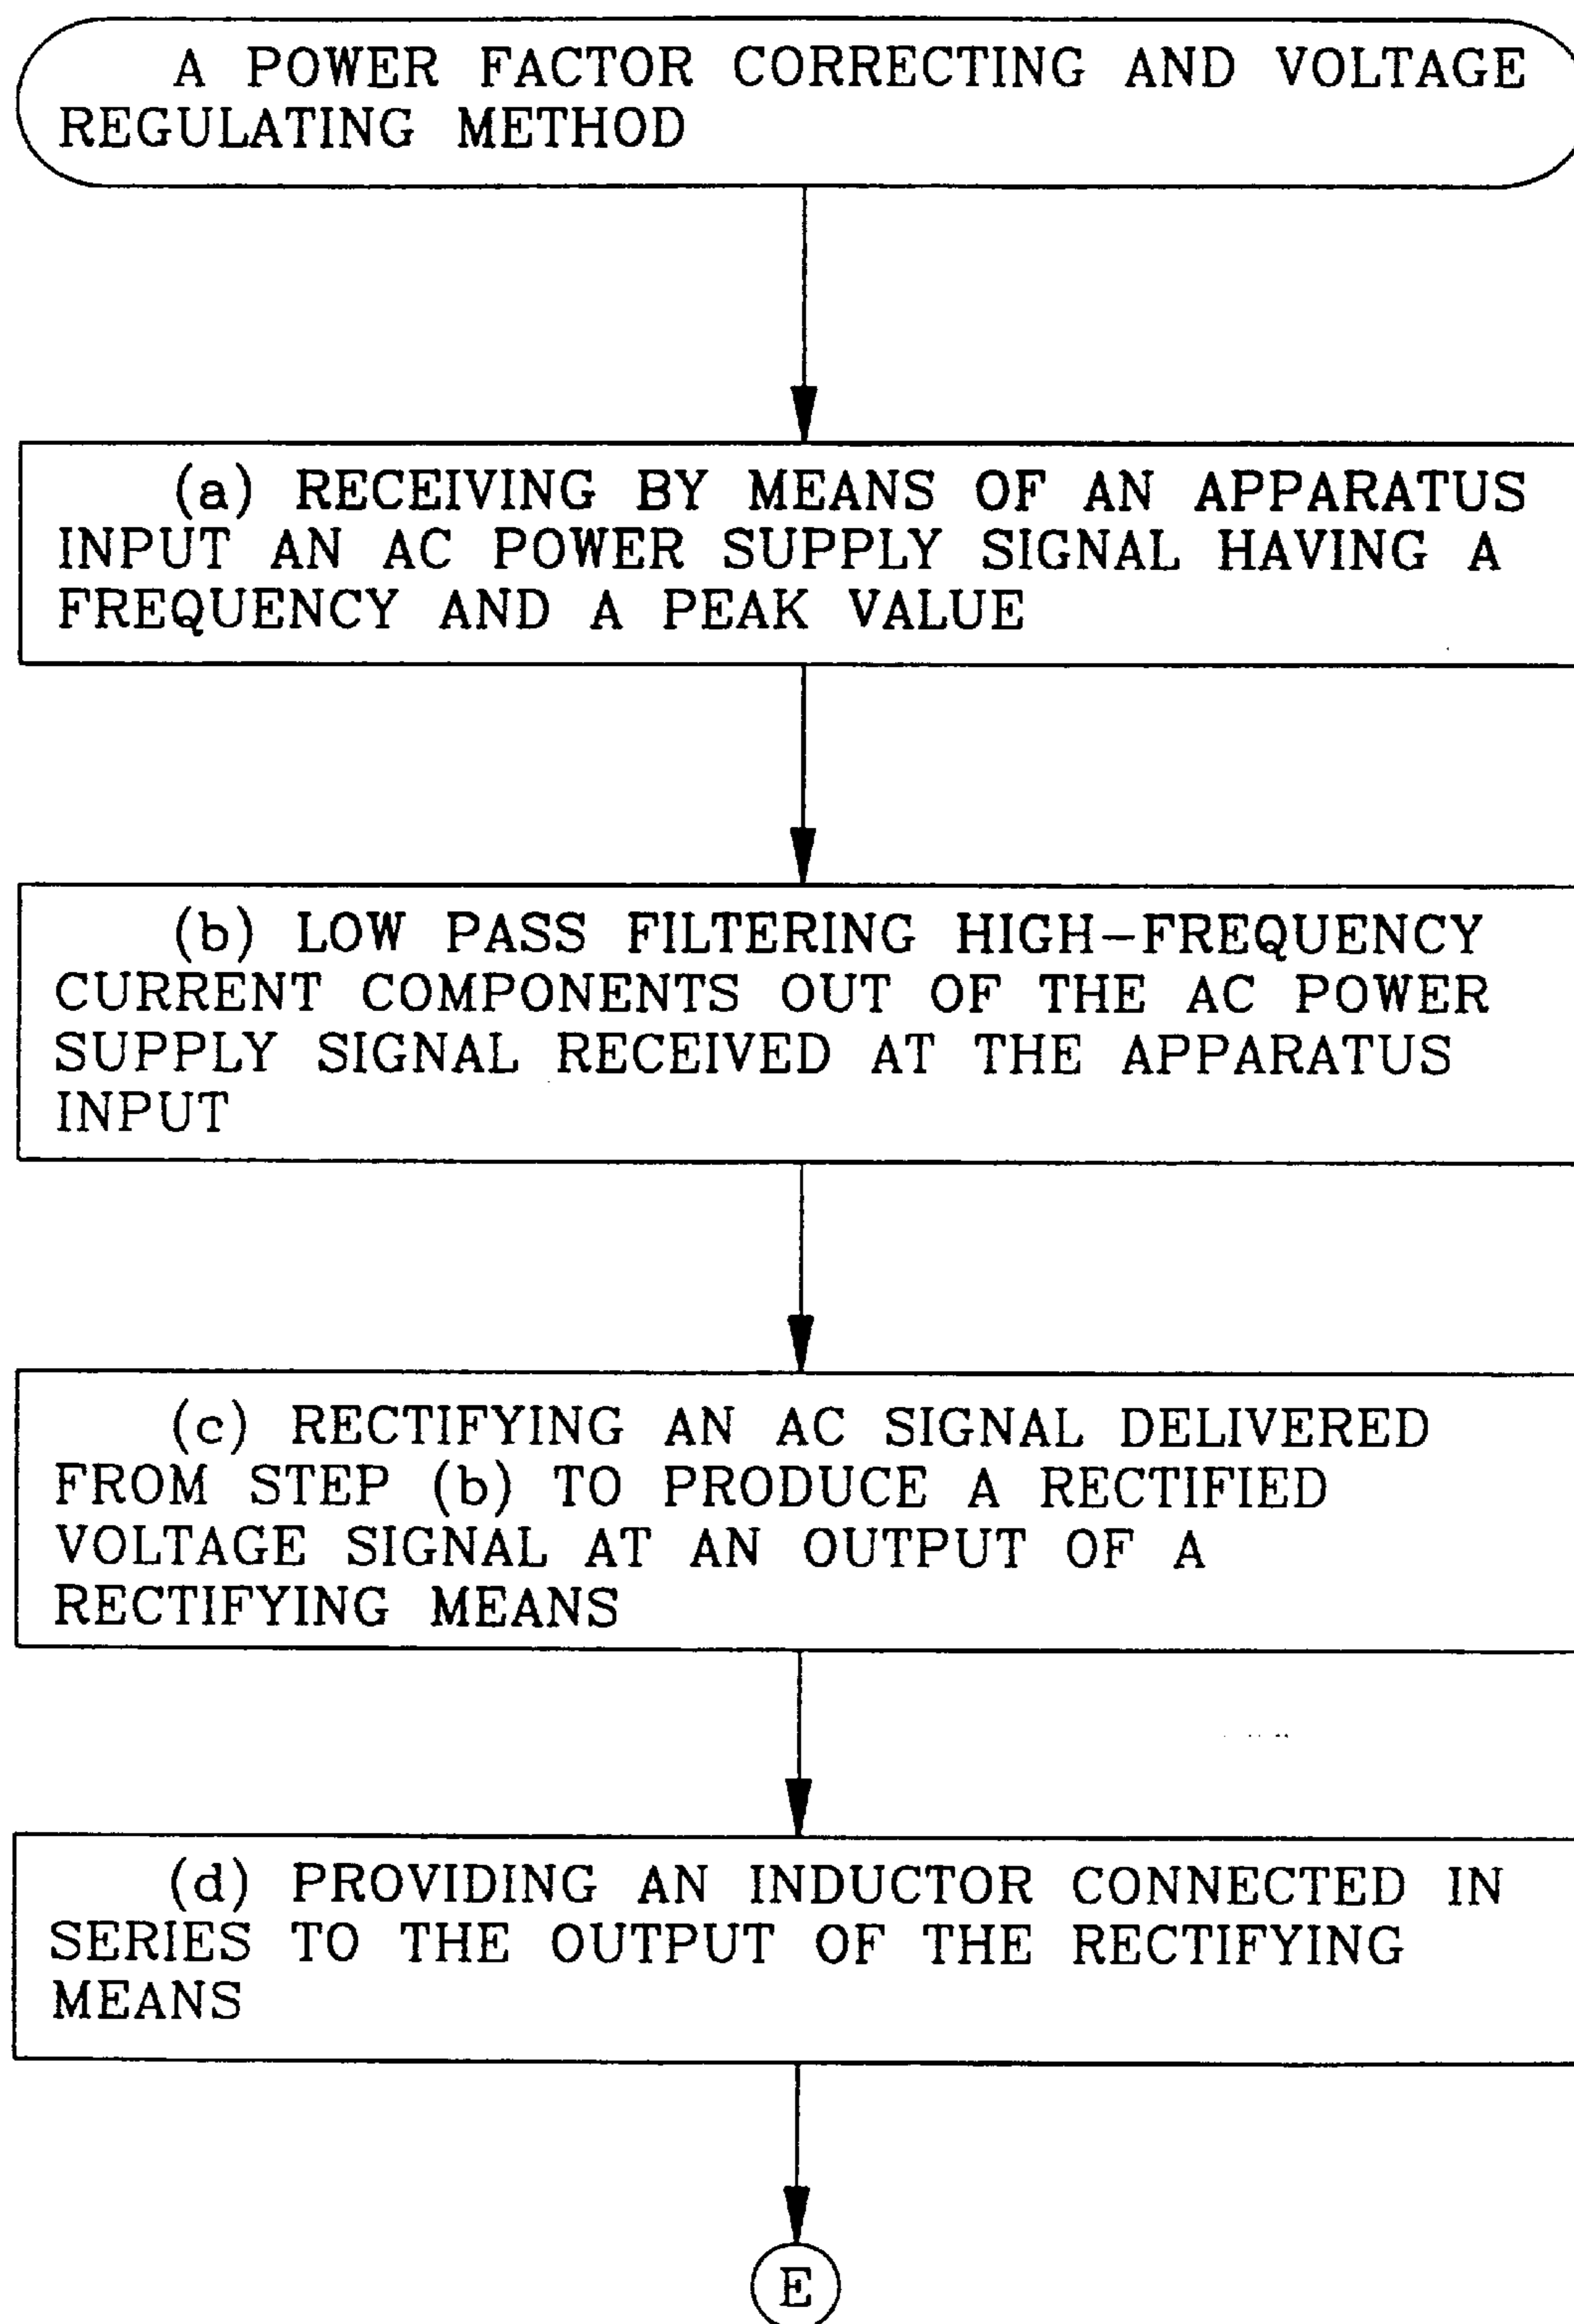 A POWER FACTOR CORRECTING AND VOLTAGE
REGULATING METHOD
(a) RECEIVING BY MEANS OF AN APPARATUS
INPUT AN AC POWER SUPPLY SIGNAL HAVING A
FREQUENCY AND A PEAK VALUE
(b) LOW PASS FILTERING HIGH-FREQUENCY
CURRENT COMPONENTS OUT OF THE AC POWER
SUPPLY SIGNAL RECEIVED AT THE APPARATUS
INPUT
(c) RECTIFYING AN AC SIGNAL DELIVERED
FROM STEP (b) TO PRODUCE A RECTIFIED
VOLTAGE SIGNAL AT AN OUTPUT OF A
RECTIFYING MEANS
(d) PROVIDING AN INDUCTOR CONNECTED IN
SERIES TO THE OUTPUT OF THE RECTIFYING
MEANS
E